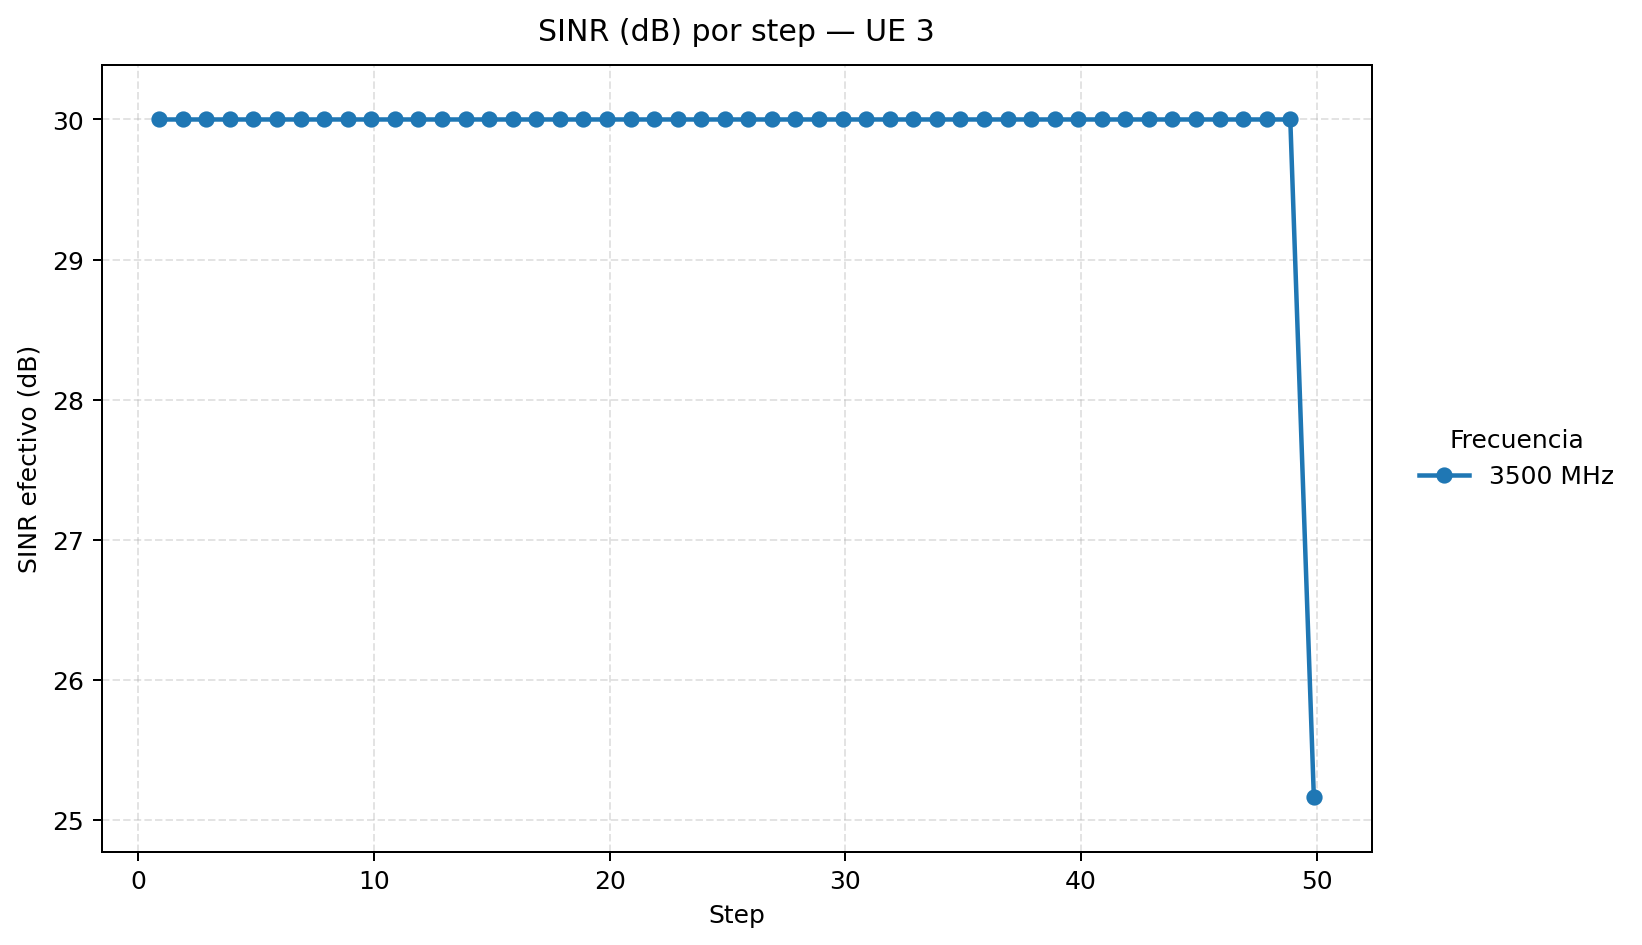 SINR (dB) por step — UE 3
30
29
28
27
26
25
SINR efectivo (dB)
0 10 20 30 40 50
Step
Frecuencia
3500 MHz